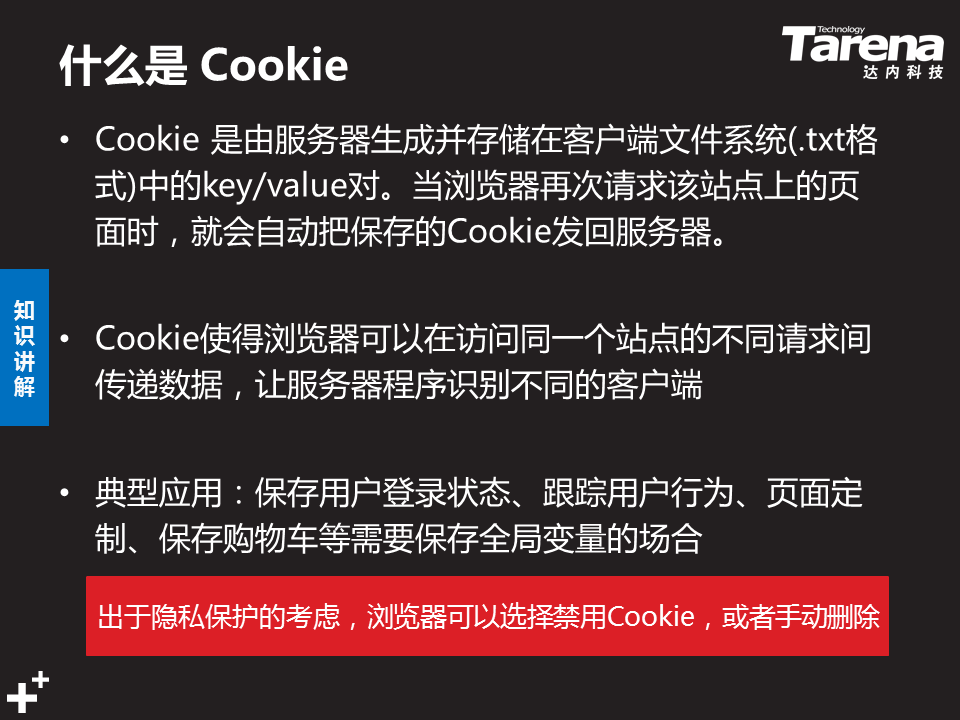 什么是 Cookie
Technology
Tarena
达内科技
• Cookie 是由服务器生成并存储在客户端文件系统(.txt格
式)中的key/value对。当浏览器再次请求该站点上的页
面时，就会自动把保存的Cookie发回服务器。
知
识
讲
解
• Cookie使得浏览器可以在访问同一个站点的不同请求间
传递数据，让服务器程序识别不同的客户端
• 典型应用：保存用户登录状态、跟踪用户行为、页面定
制、保存购物车等需要保存全局变量的场合
出于隐私保护的考虑，浏览器可以选择禁用Cookie，或者手动删除